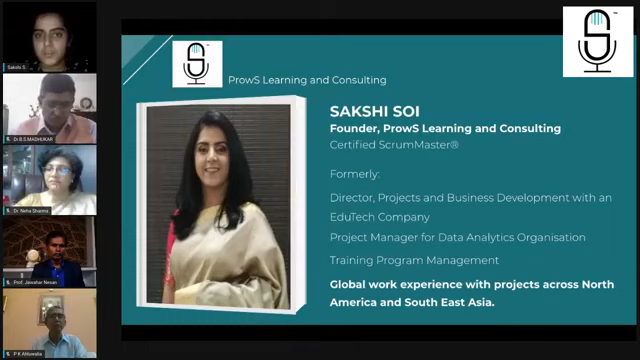 Sakshi S.
Dr.B.S.MADHUKAR
Dr. Neha Sharma
Prof. Jawahar Nesan
P K Ahluwalia
ProwS Learning and Consulting
SAKSHI SOI
Founder, ProwS Learning and Consulting
Certified ScrumMaster®
Formerly:
Director, Projects and Business Development with an
EduTech Company
Project Manager for Data Analytics Organisation
Training Program Management
Global work experience with projects across North
America and South East Asia.